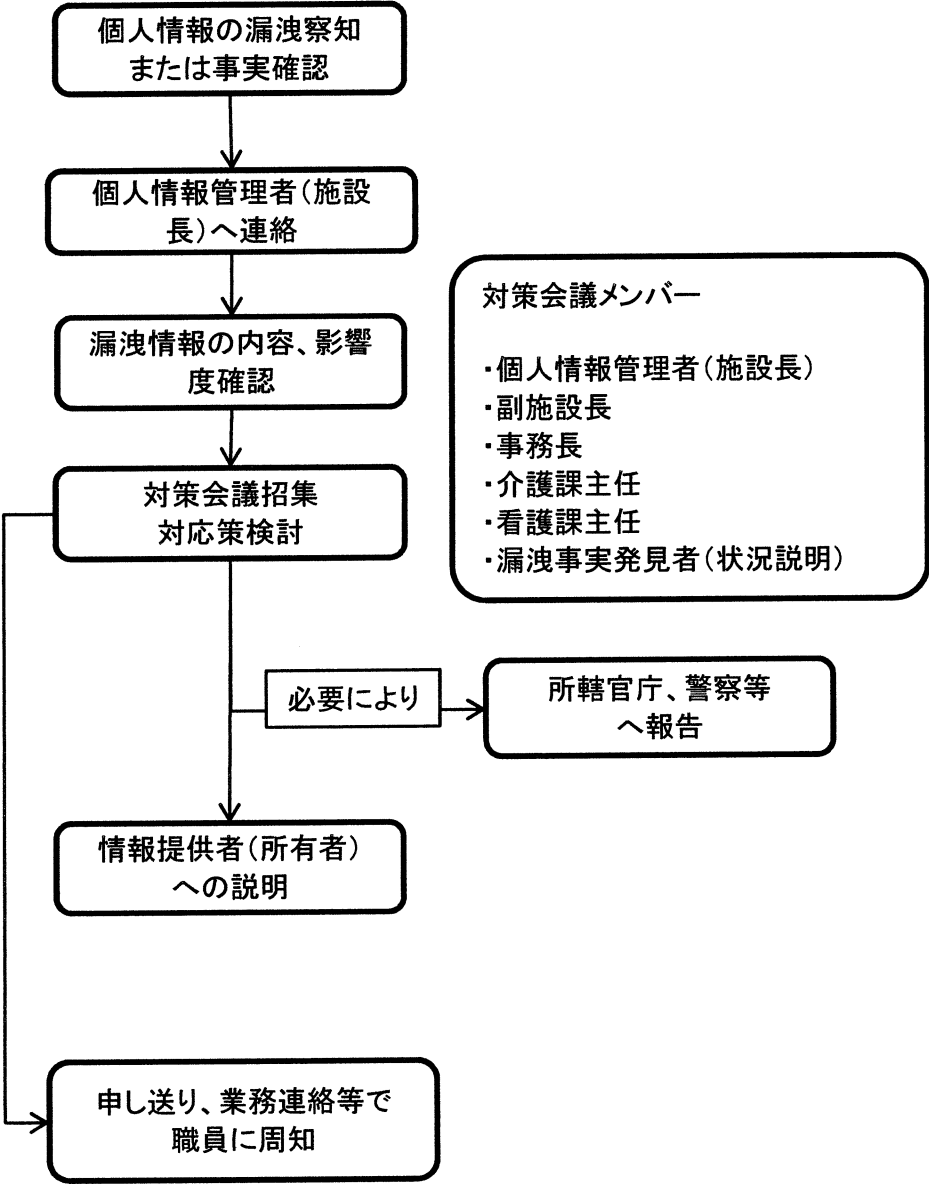 個人情報の漏洩察知
または事実確認
個人情報管理者(施設
長)へ連絡
漏洩情報の内容、影響
度確認
対策会議招集
対応策検討
対策会議メンバー
・個人情報管理者(施設長)
・副施設長
・事務長
・介護課主任
・看護課主任
・漏洩事実発見者(状況説明)
必要により
所轄官庁、警察等
へ報告
情報提供者(所有者)
への説明
申し送り、業務連絡等で
職員に周知